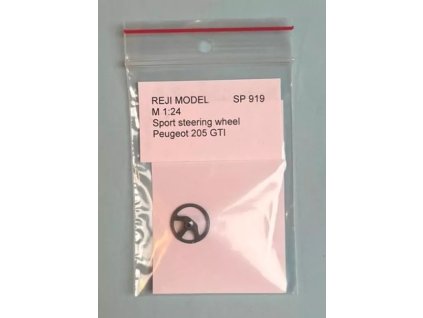 REJI MODEL SP 919
M 1:24
Sport steering wheel
Peugeot 205 GTI